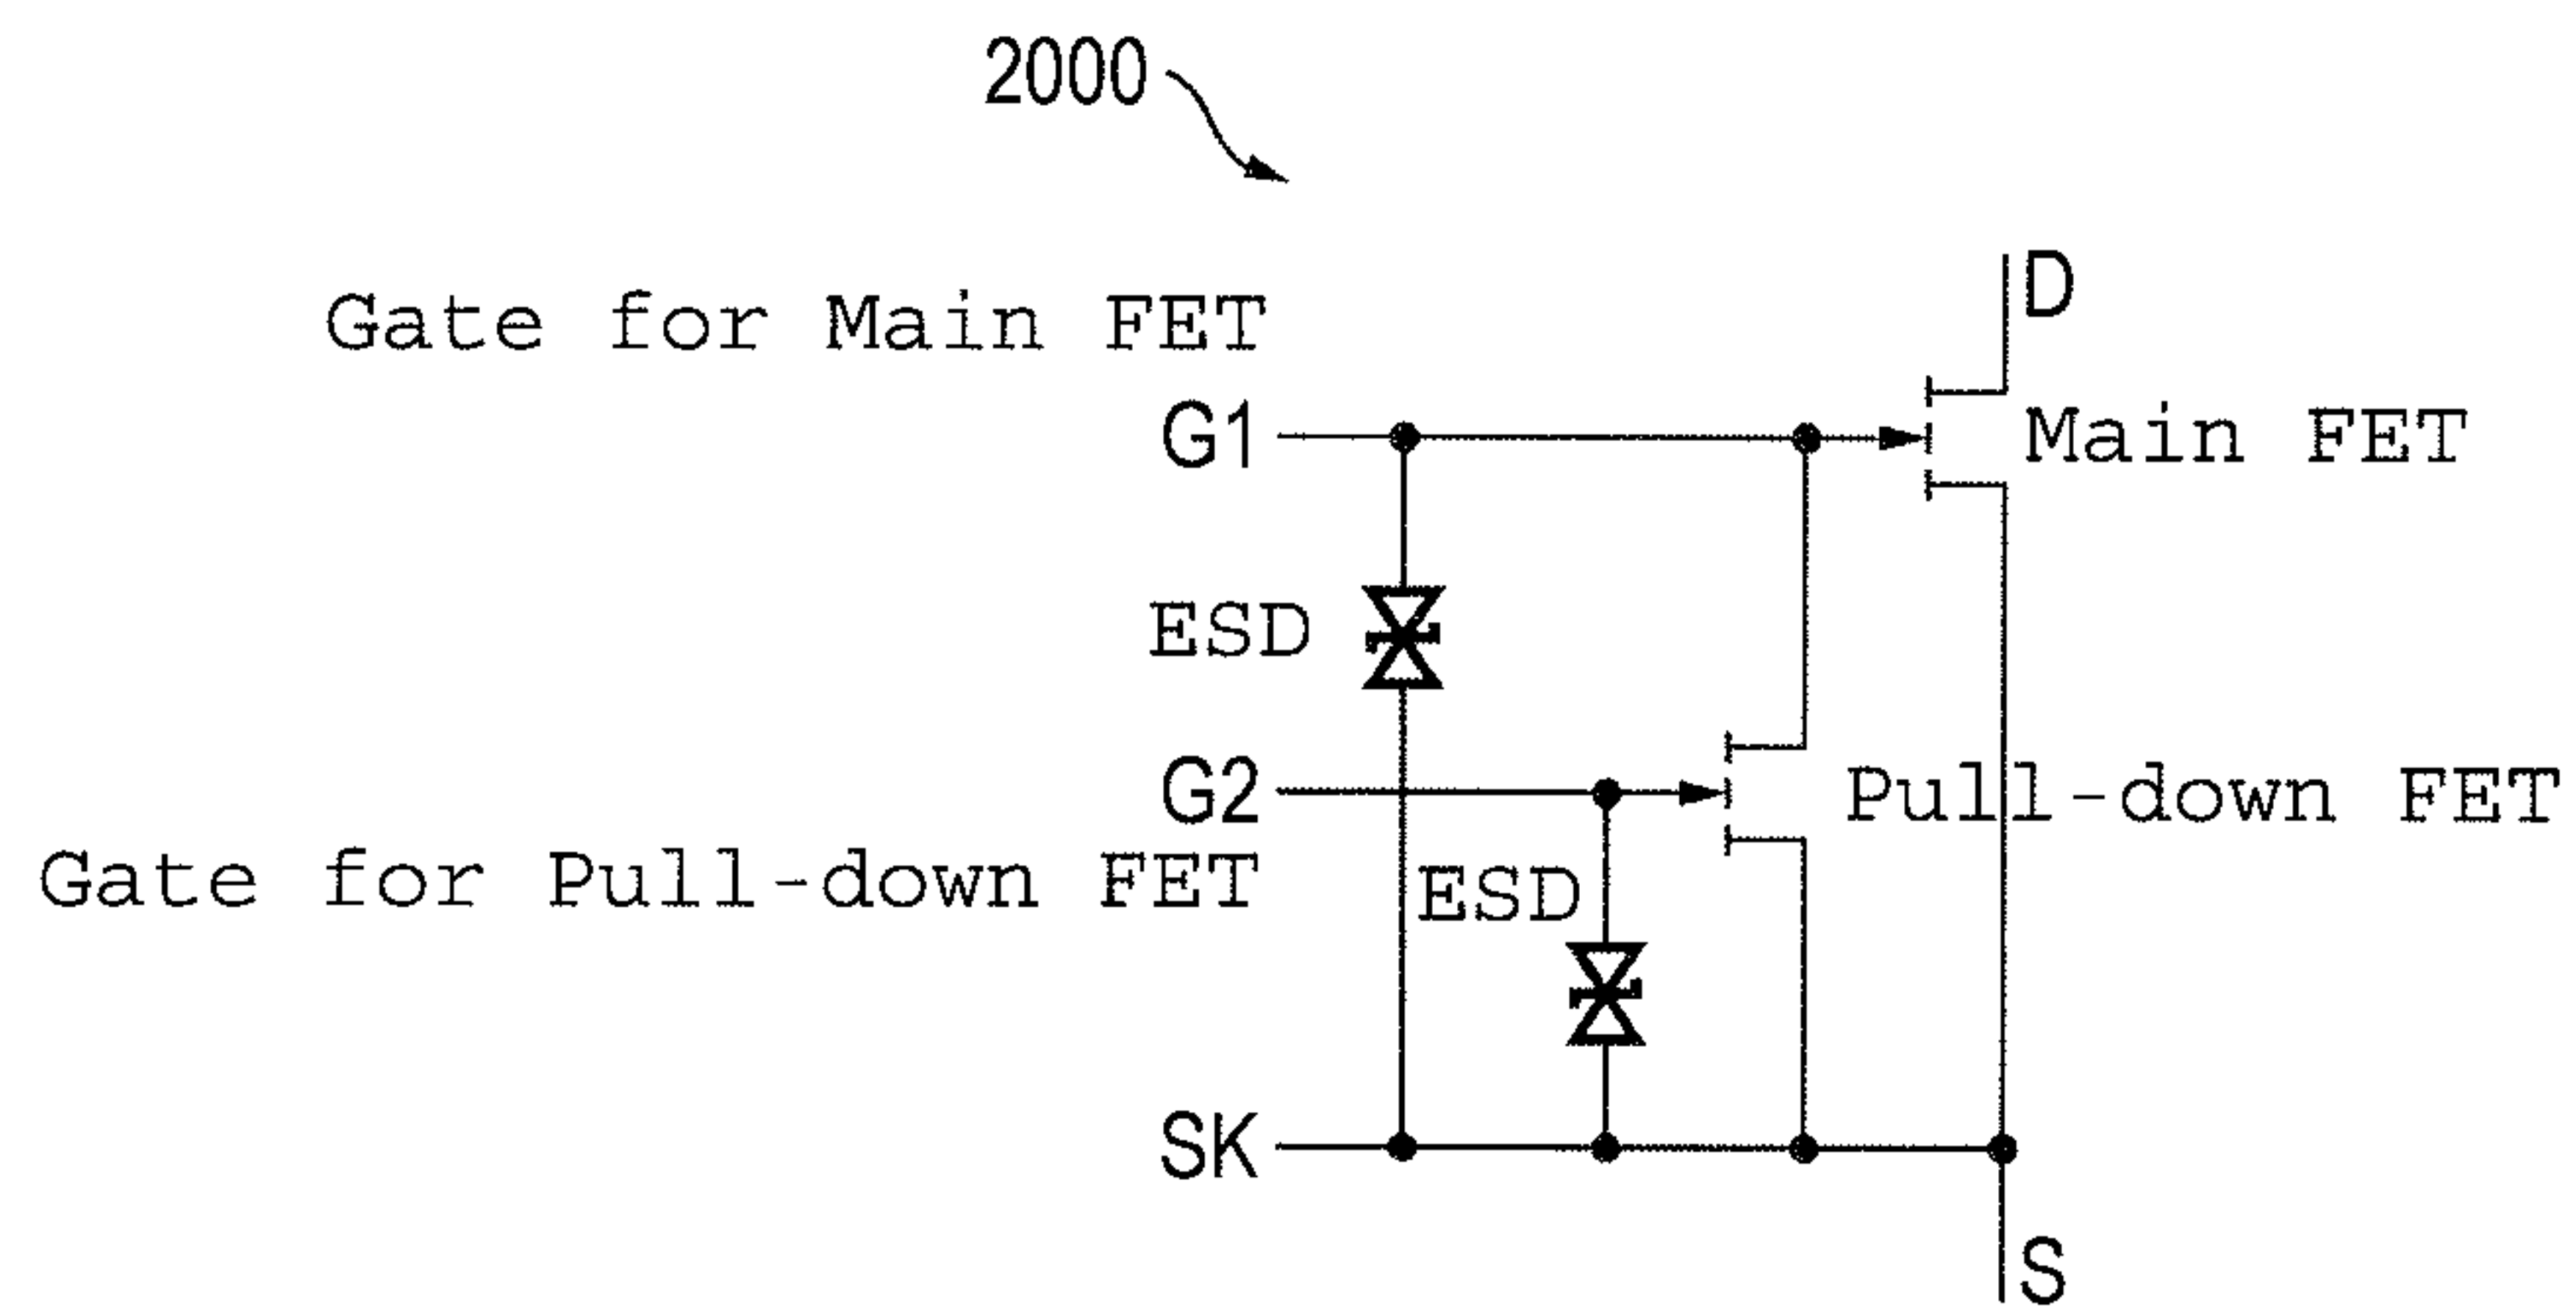 2000
D
Gate for Main FET
G1
Main FET
ESD
G2
Pull-down FET
Gate for Pull-down FET
ESD
SK
S